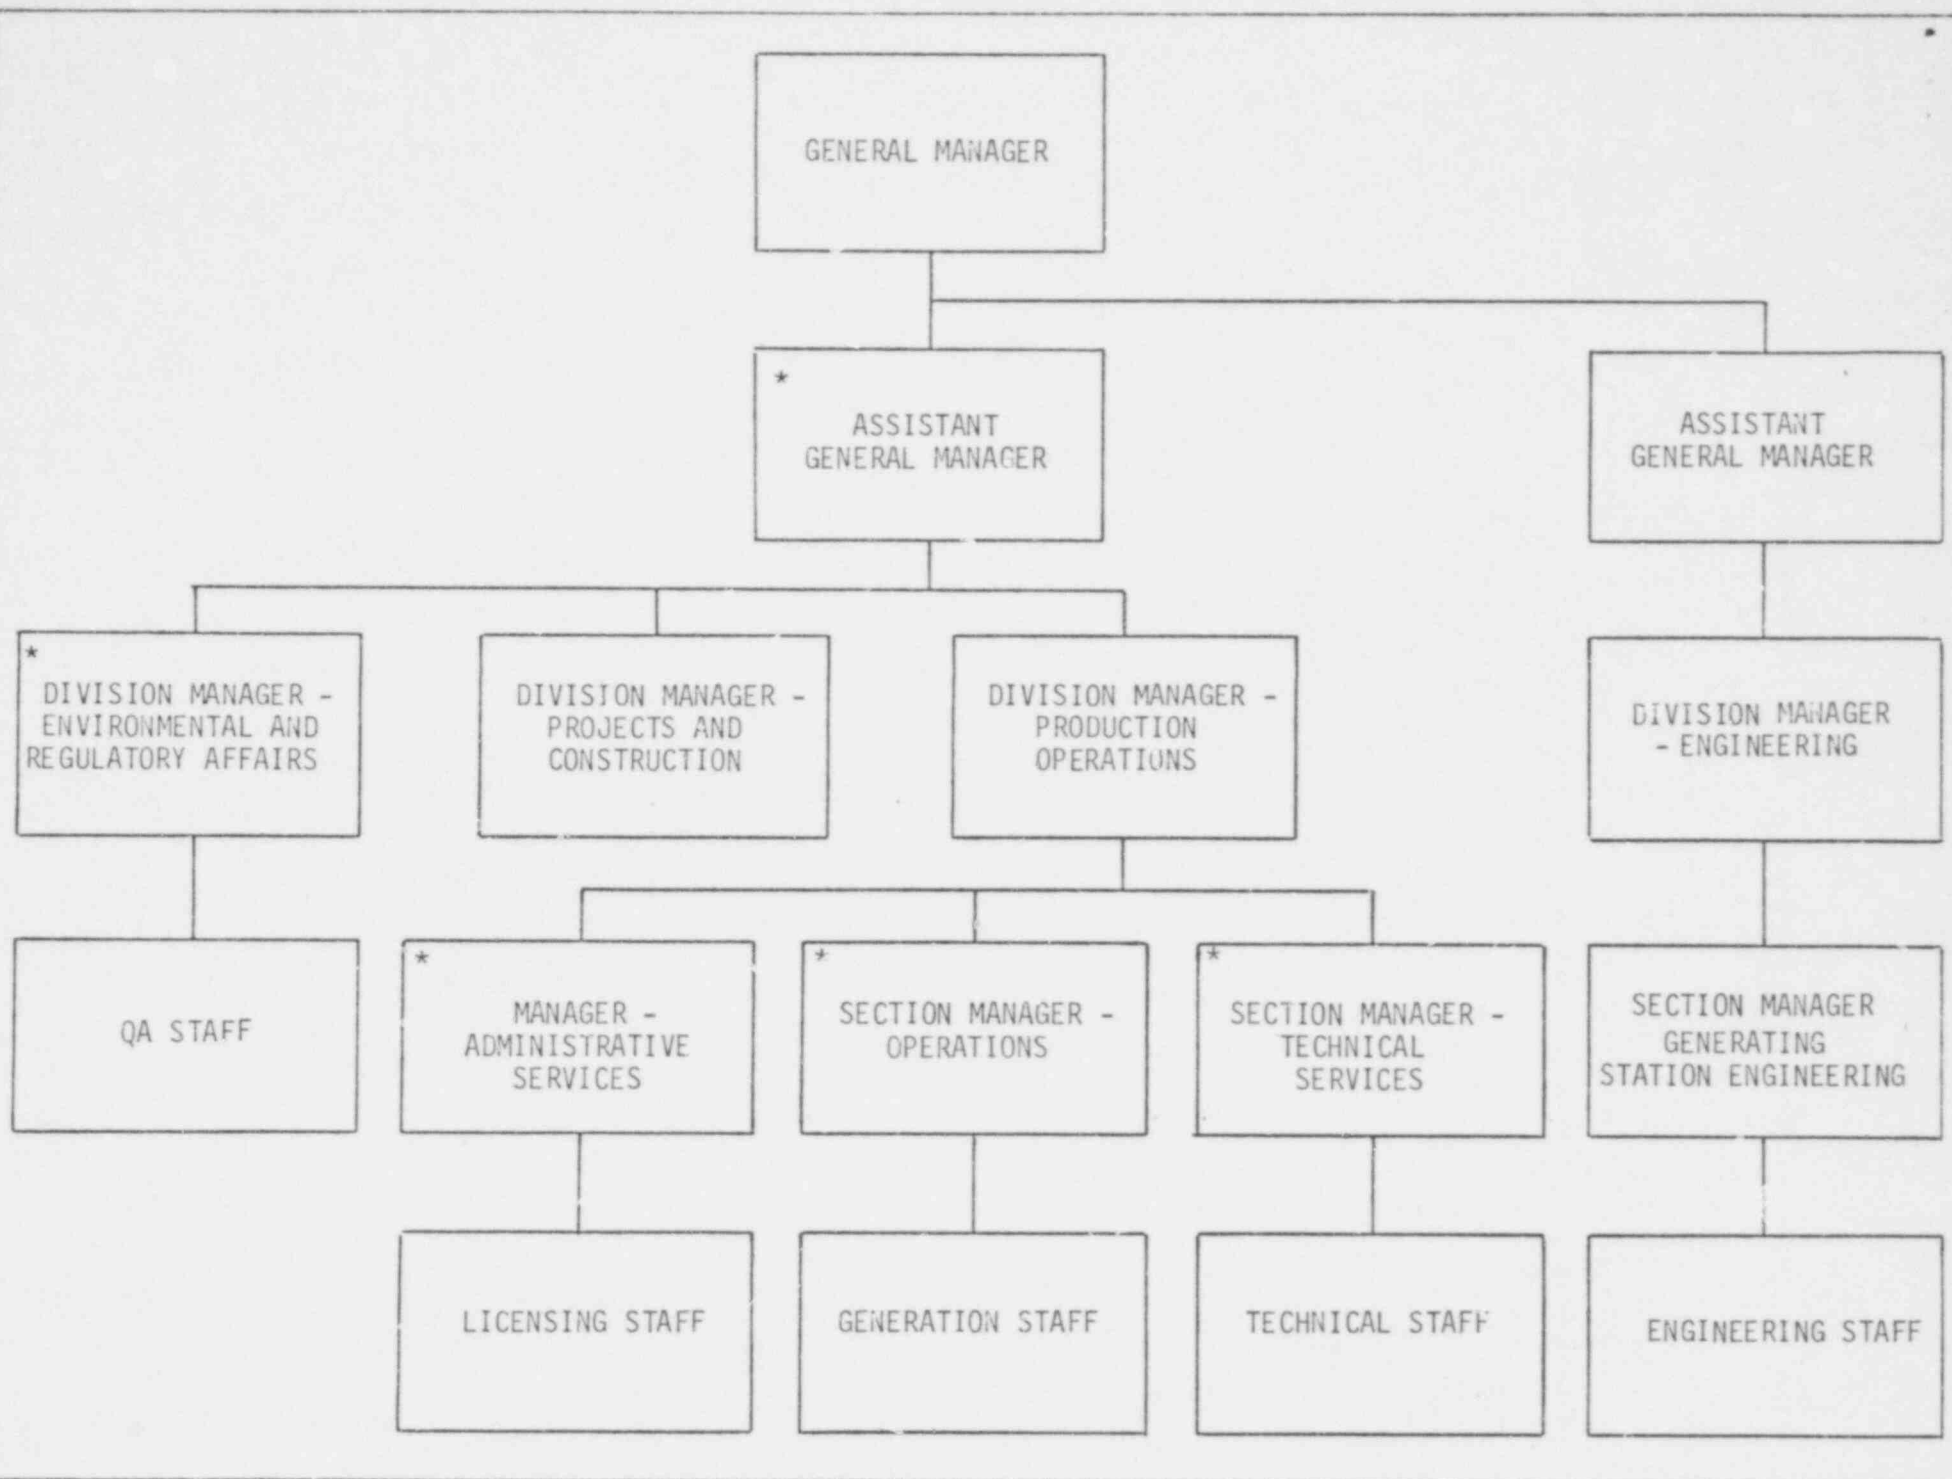 GENERAL MANAGER
*
ASSISTANT
GENERAL MANAGER
ASSISTANT
GENERAL MANAGER
*
DIVISION MANAGER -
ENVIRONMENTAL AND
REGULATORY AFFAIRS
DIVISION MANAGER -
PROJECTS AND
CONSTRUCTION
DIVISION MANAGER -
PRODUCTION
OPERATIONS
DIVISION MANAGER
- ENGINEERING
QA STAFF
*
MANAGER -
ADMINISTRATIVE
SERVICES
*
SECTION MANAGER -
OPERATIONS
*
SECTION MANAGER -
TECHNICAL
SERVICES
SECTION MANAGER
GENERATING
STATION ENGINEERING
LICENSING STAFF
GENERATION STAFF
TECHNICAL STAFF
ENGINEERING STAFF